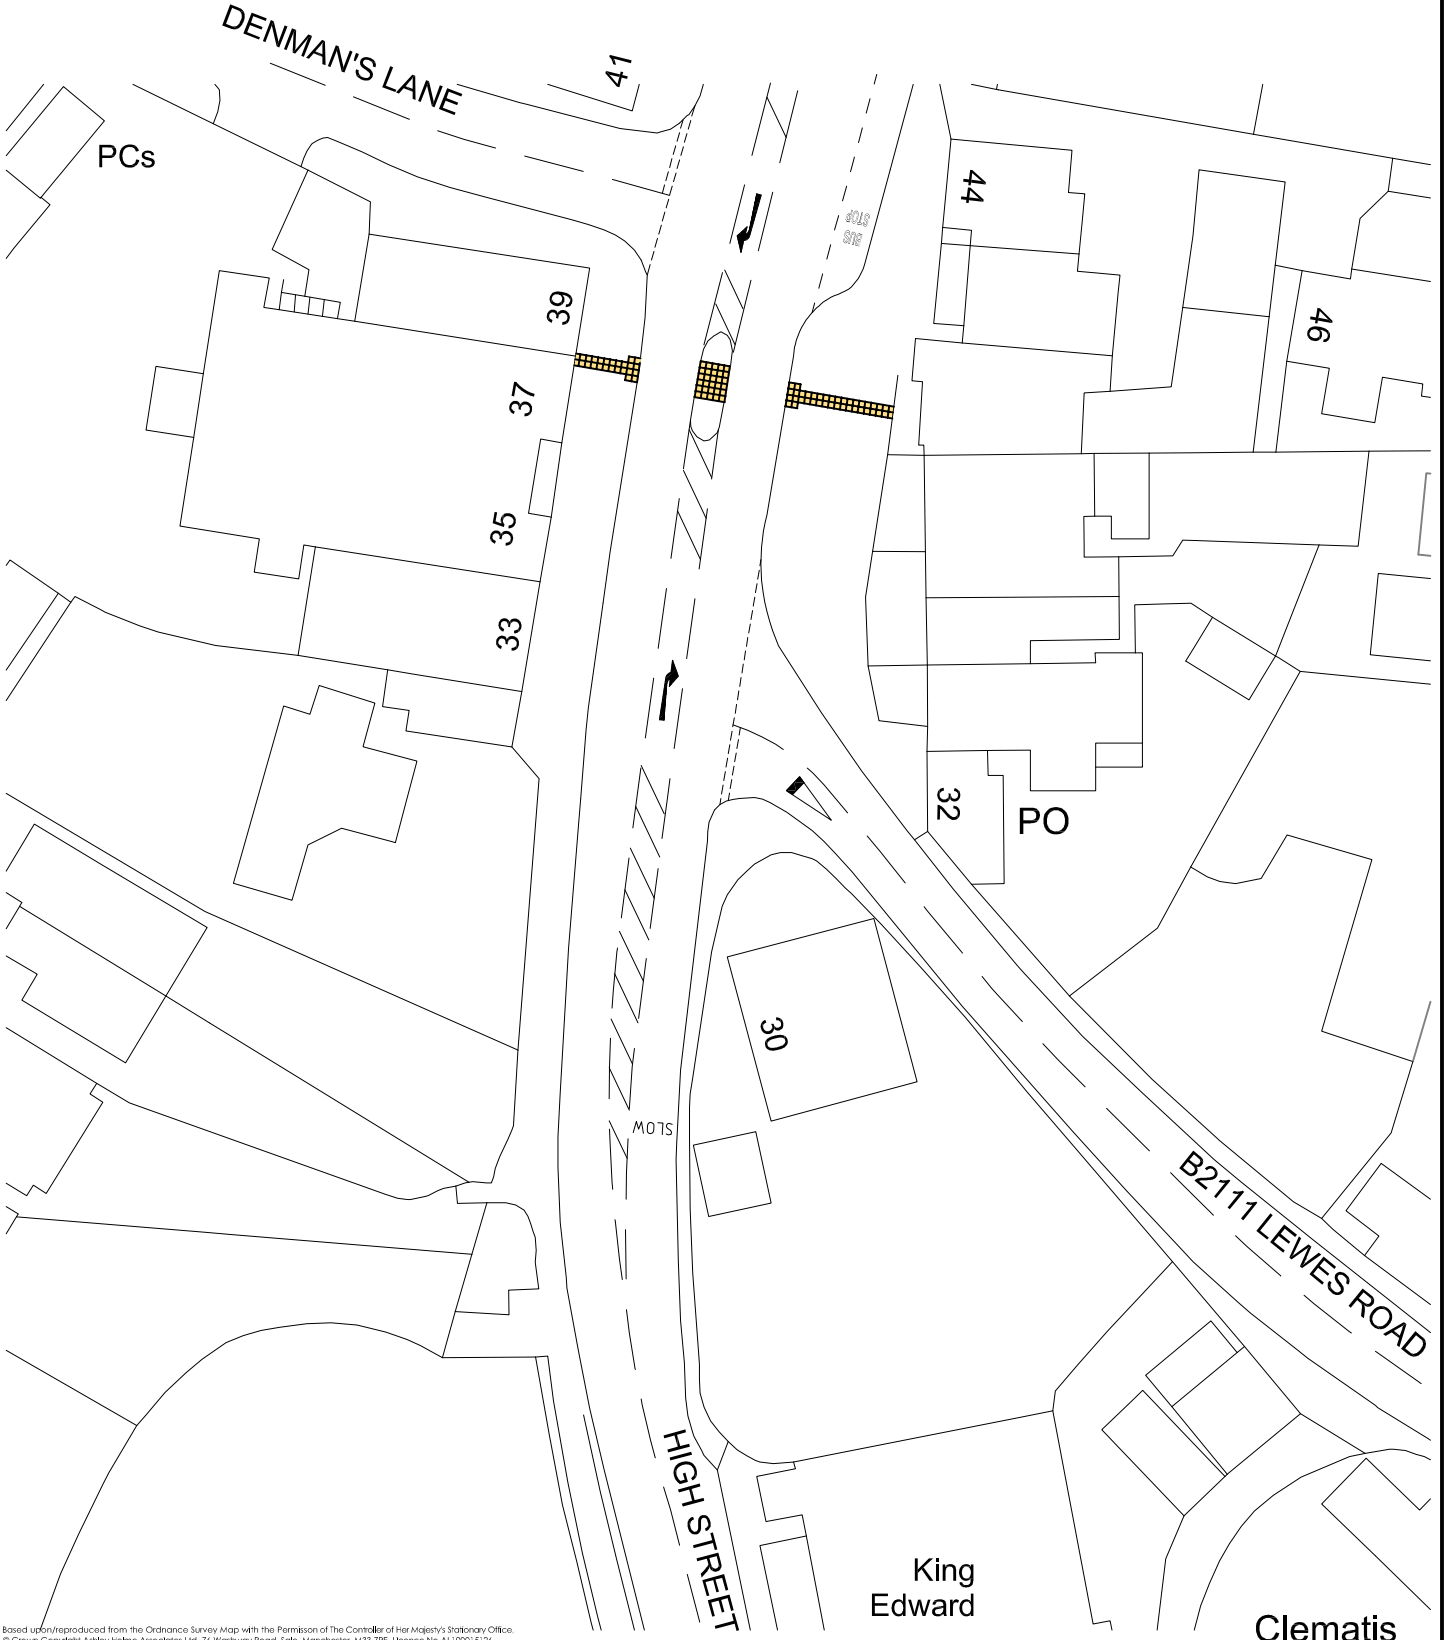 DENMAN'S LANE
41
PCs
44
BUS
STOP
39
46
37
35
33
32
PO
30
SLOW
B2111 LEWES ROAD
HIGH STREET
King
Edward
Clematis
Based upon/reproduced from the Ordnance Survey Map with the Permisson of The Controller of Her Majesty's Stationary Office.